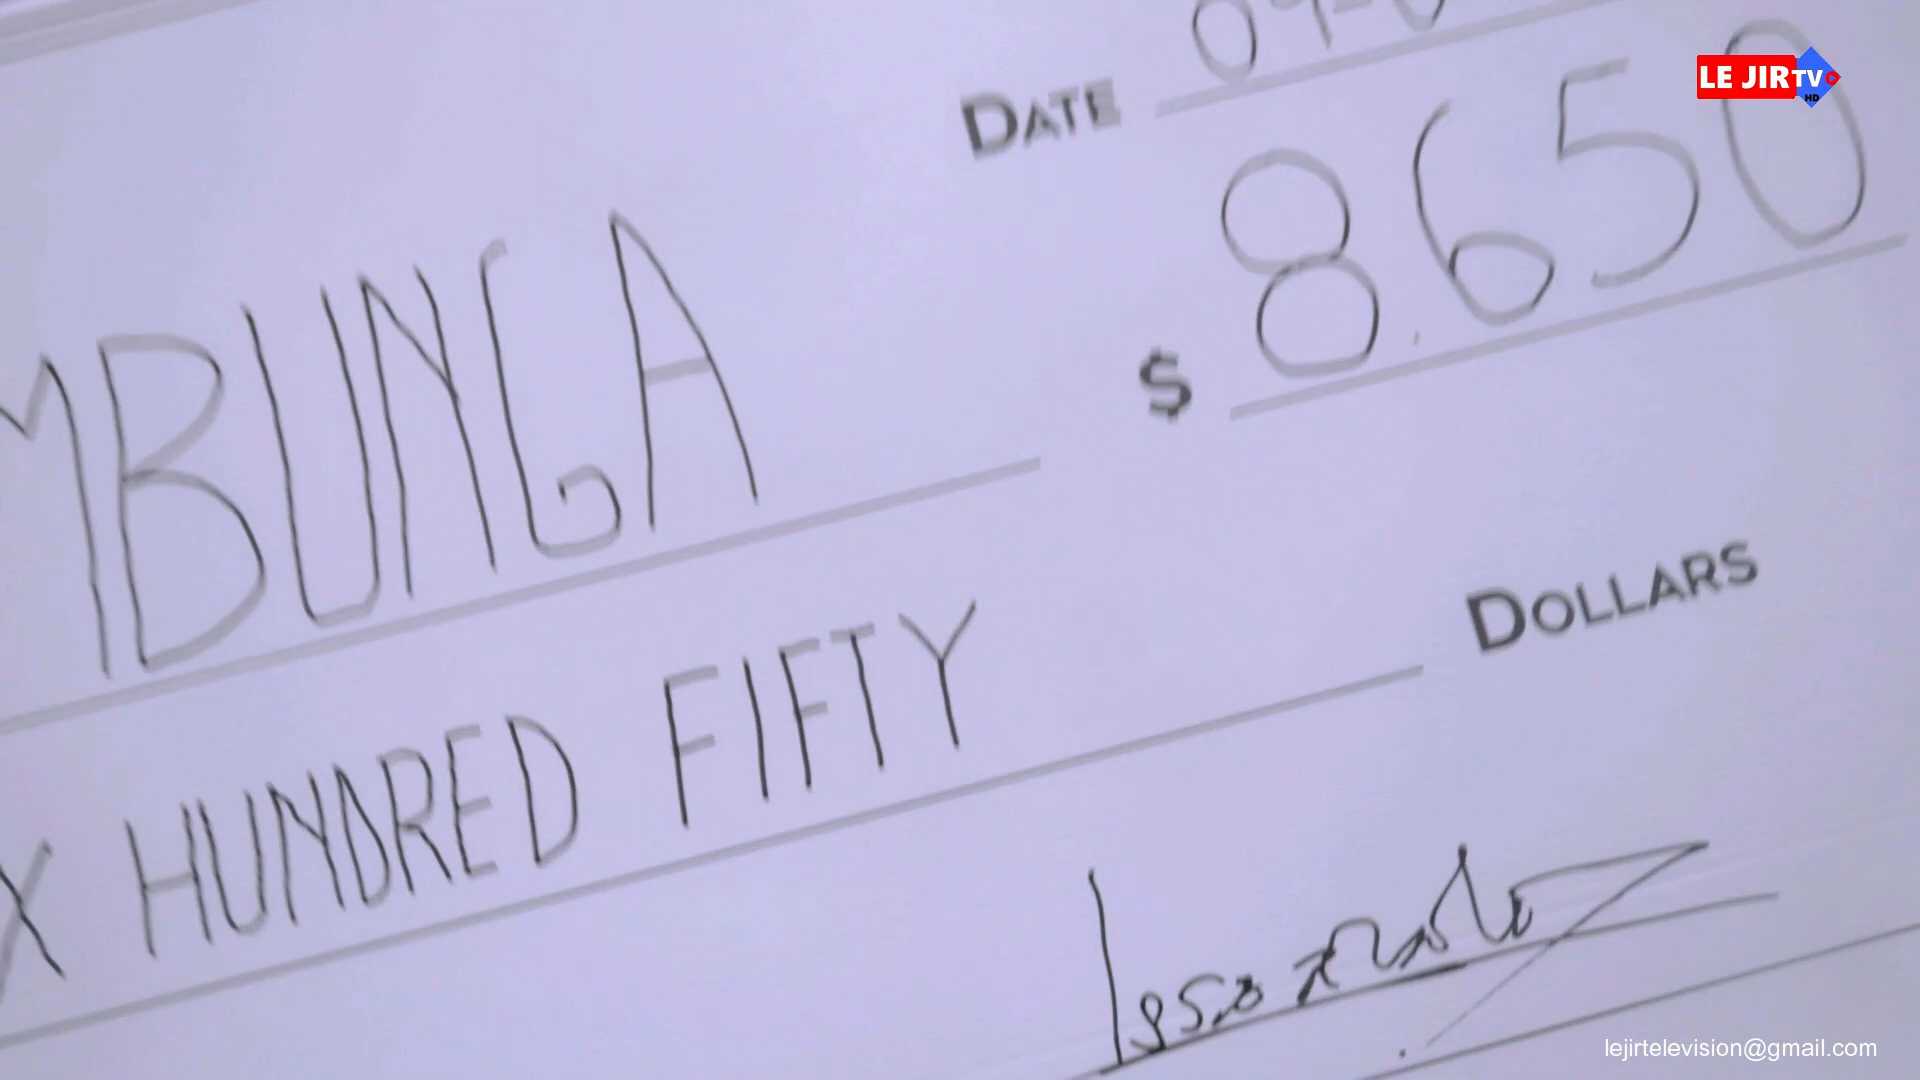 DATE
LE JIR TV
HD
MBUNGA $ 8.650
X HUNDRED FIFTY DOLLARS
lejirtelevision@gmail.com